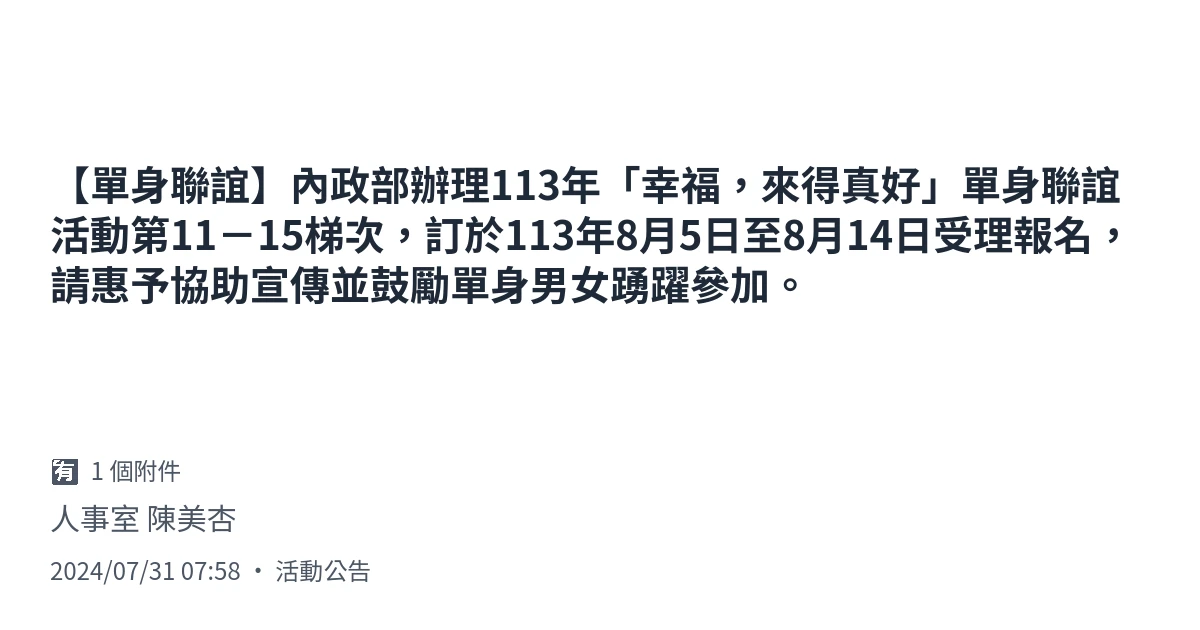 【單身聯誼】內政部辦理113年「幸福，來得真好」單身聯誼
活動第11－15梯次，訂於113年8月5日至8月14日受理報名，
請惠予協助宣傳並鼓勵單身男女踴躍參加。
🈶 1 個附件
人事室 陳美杏
2024/07/31 07:58 • 活動公告